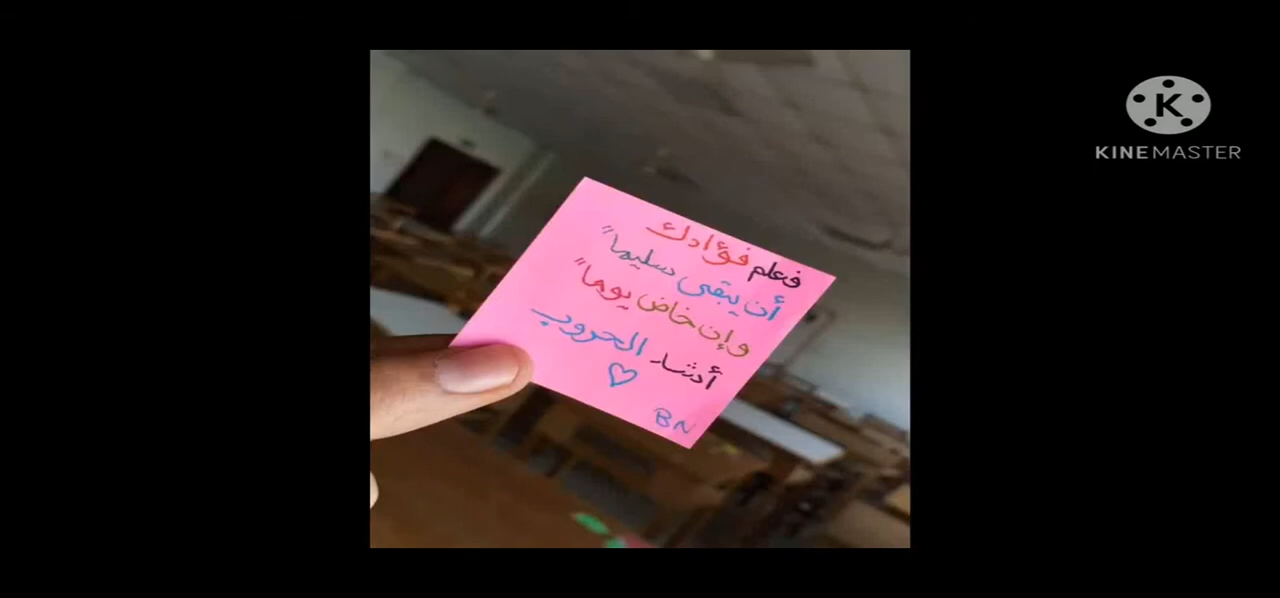 فعلم فؤادك
أن يبقى سليما"
وإن خاض يوما"
أشد الحروب
BN
KINEMASTER